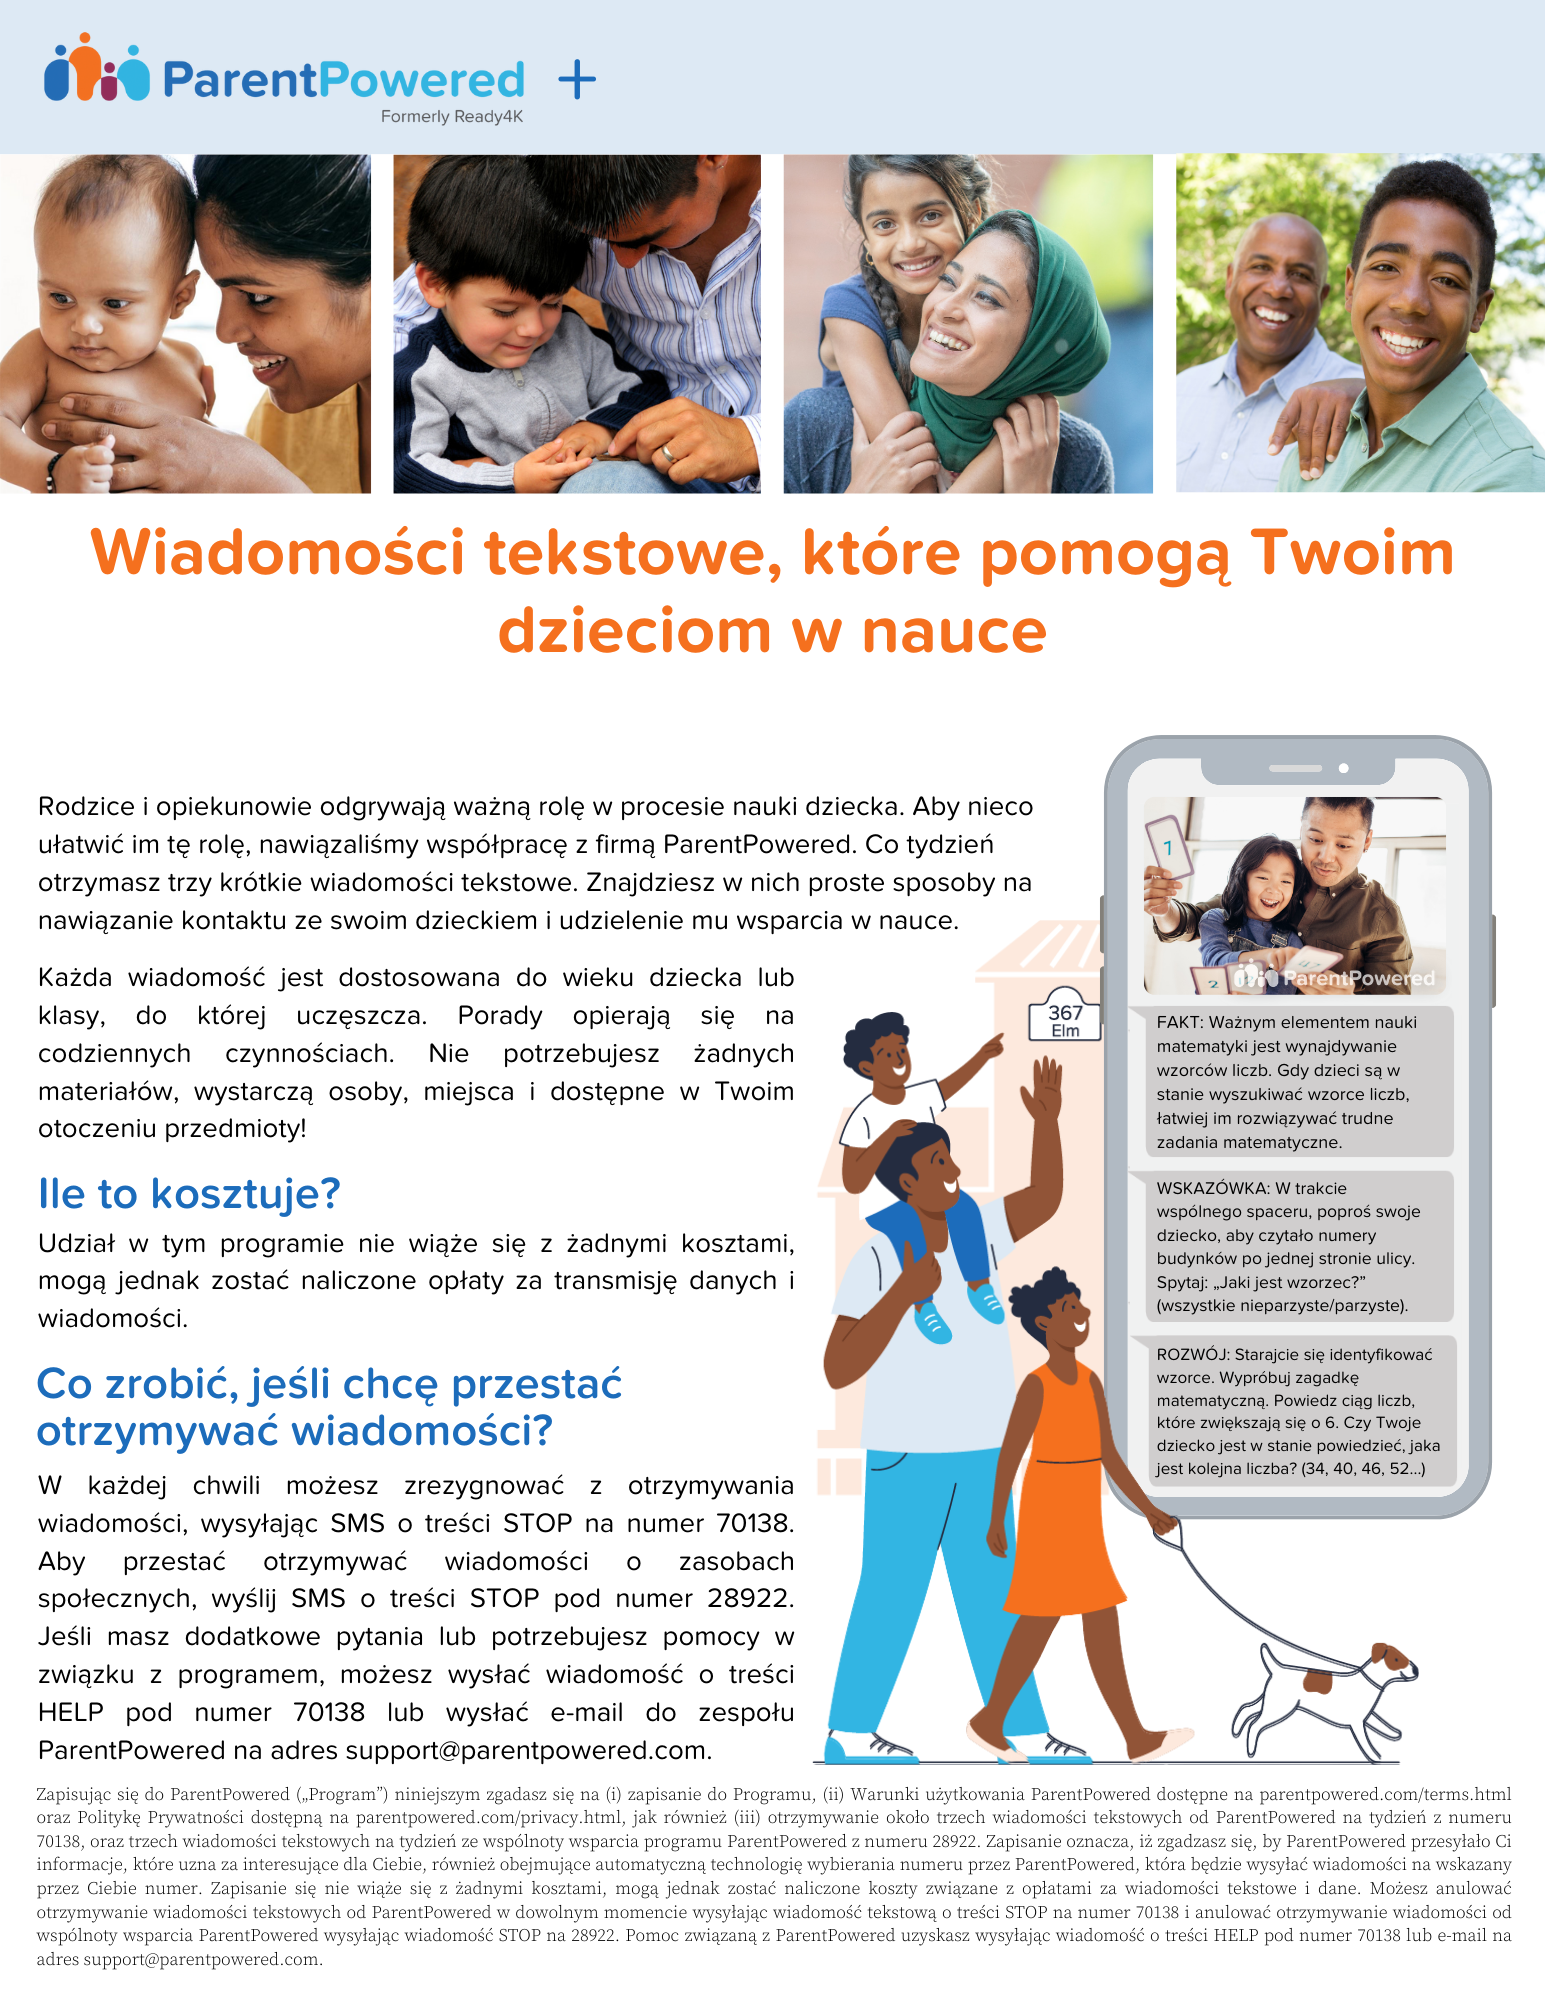 ParentPowered +
Formerly Ready4K
Wiadomości tekstowe, które pomogą Twoim
dzieciom w nauce
Rodzice i opiekunowie odgrywają ważną rolę w procesie nauki dziecka. Aby nieco
ułatwić im tę rolę, nawiązaliśmy współpracę z firmą ParentPowered. Co tydzień
otrzymasz trzy krótkie wiadomości tekstowe. Znajdziesz w nich proste sposoby na
nawiązanie kontaktu ze swoim dzieckiem i udzielenie mu wsparcia w nauce.
Każda wiadomość jest dostosowana do wieku dziecka lub
klasy, do której uczęszcza. Porady opierają się na
codziennych czynnościach. Nie potrzebujesz żadnych
materiałów, wystarczą osoby, miejsca i dostępne w Twoim
otoczeniu przedmioty!
Ile to kosztuje?
Udział w tym programie nie wiąże się z żadnymi kosztami,
mogą jednak zostać naliczone opłaty za transmisję danych i
wiadomości.
Co zrobić, jeśli chcę przestać
otrzymywać wiadomości?
W każdej chwili możesz zrezygnować z otrzymywania
wiadomości, wysyłając SMS o treści STOP na numer 70138.
Aby przestać otrzymywać wiadomości o zasobach
społecznych, wyślij SMS o treści STOP pod numer 28922.
Jeśli masz dodatkowe pytania lub potrzebujesz pomocy w
związku z programem, możesz wysłać wiadomość o treści
HELP pod numer 70138 lub wysłać e-mail do zespołu
ParentPowered na adres support@parentpowered.com.
367
Elm
1
2
47
ParentPowered
FAKT: Ważnym elementem nauki
matematyki jest wynajdywanie
wzorców liczb. Gdy dzieci są w
stanie wyszukiwać wzorce liczb,
łatwiej im rozwiązywać trudne
zadania matematyczne.
WSKAZÓWKA: W trakcie
wspólnego spaceru, poproś swoje
dziecko, aby czytało numery
budynków po jednej stronie ulicy.
Spytaj: „Jaki jest wzorzec?”
(wszystkie nieparzyste/parzyste).
ROZWÓJ: Starajcie się identyfikować
wzorce. Wypróbuj zagadkę
matematyczną. Powiedz ciąg liczb,
które zwiększają się o 6. Czy Twoje
dziecko jest w stanie powiedzieć, jaka
jest kolejna liczba? (34, 40, 46, 52...)
Zapisując się do ParentPowered („Program”) niniejszym zgadasz się na (i) zapisanie do Programu, (ii) Warunki użytkowania ParentPowered dostępne na parentpowered.com/terms.html
oraz Politykę Prywatności dostępną na parentpowered.com/privacy.html, jak również (iii) otrzymywanie około trzech wiadomości tekstowych od ParentPowered na tydzień z numeru
70138, oraz trzech wiadomości tekstowych na tydzień ze wspólnoty wsparcia programu ParentPowered z numeru 28922. Zapisanie oznacza, iż zgadzasz się, by ParentPowered przesyłało Ci
informacje, które uzna za interesujące dla Ciebie, również obejmujące automatyczną technologię wybierania numeru przez ParentPowered, która będzie wysyłać wiadomości na wskazany
przez Ciebie numer. Zapisanie się nie wiąże się z żadnymi kosztami, mogą jednak zostać naliczone koszty związane z opłatami za wiadomości tekstowe i dane. Możesz anulować
otrzymywanie wiadomości tekstowych od ParentPowered w dowolnym momencie wysyłając wiadomość tekstową o treści STOP na numer 70138 i anulować otrzymywanie wiadomości od
wspólnoty wsparcia ParentPowered wysyłając wiadomość STOP na 28922. Pomoc związaną z ParentPowered uzyskasz wysyłając wiadomość o treści HELP pod numer 70138 lub e-mail na
adres support@parentpowered.com.